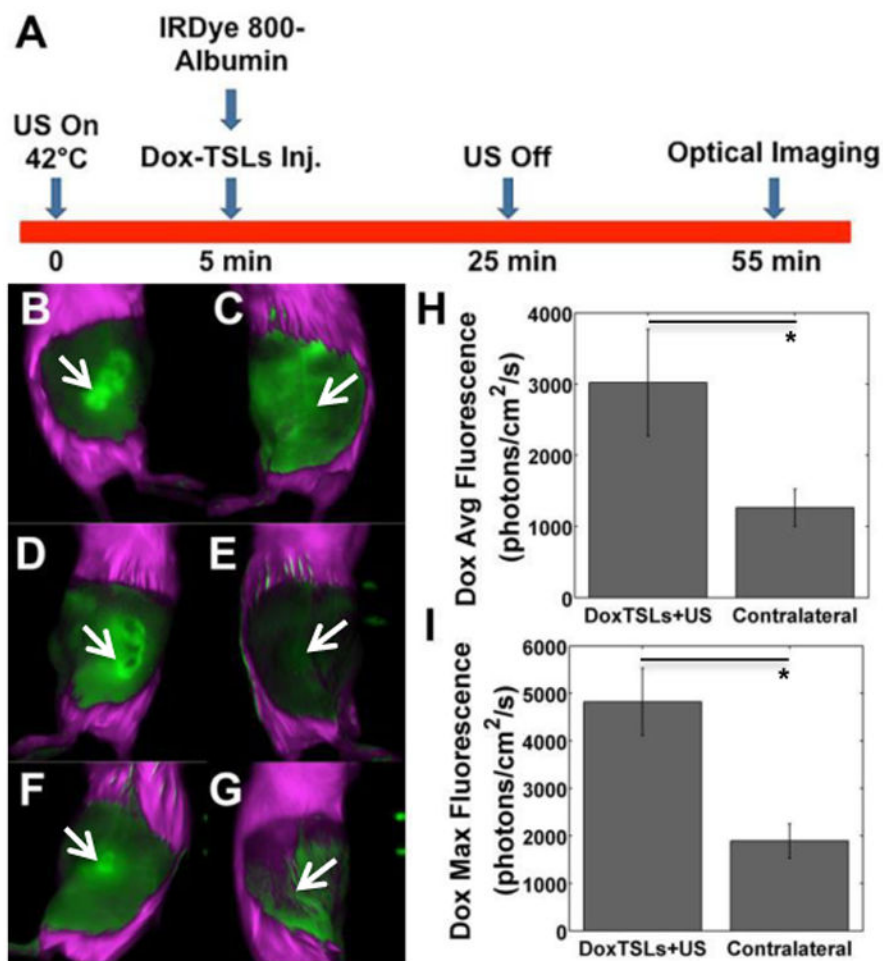 A
IRDye 800-
Albumin
US On
42°C
Dox-TSLs Inj.
US Off
Optical Imaging
0
5 min
25 min
55 min
B
C
D
E
F
G
H
Dox Avg Fluorescence
(photons/cm²/s)
4000
3000
2000
1000
0
*
DoxTSLs+US
Contralateral
I
Dox Max Fluorescence
(photons/cm²/s)
6000
5000
4000
3000
2000
1000
0
*
DoxTSLs+US
Contralateral